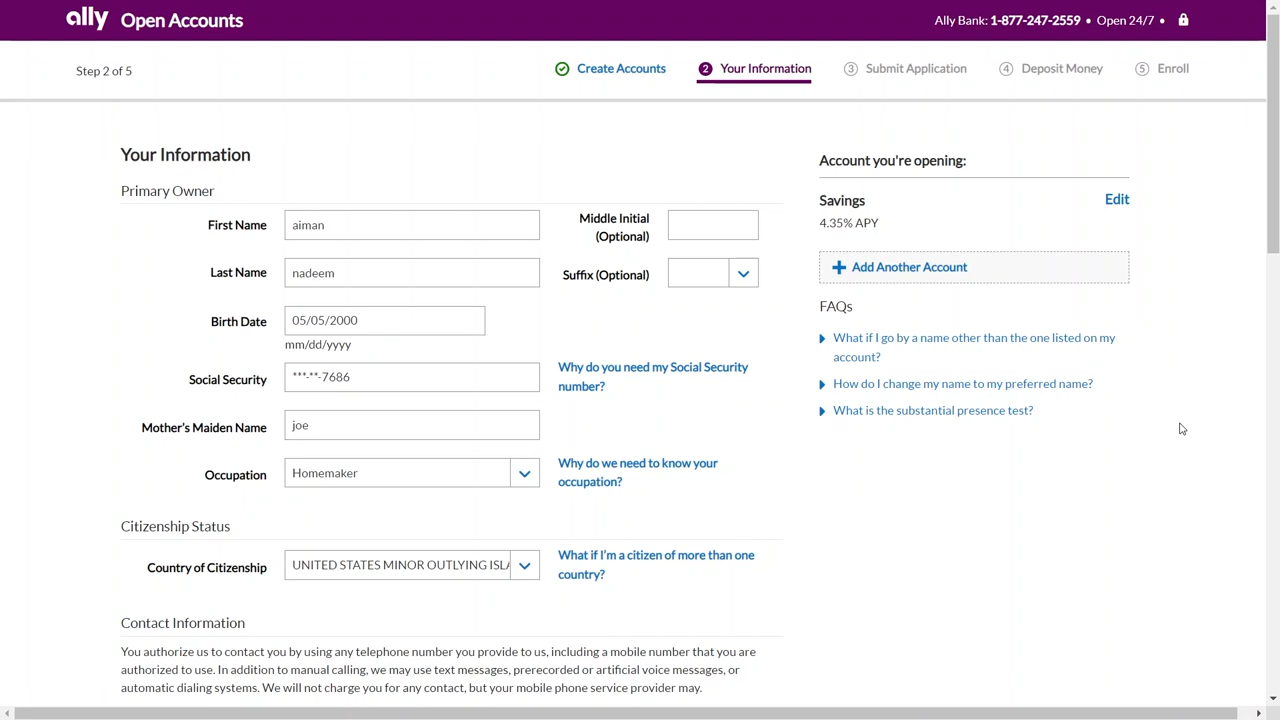 ally Open Accounts
Ally Bank: 1-877-247-2559 • Open 24/7 •
Step 2 of 5
Create Accounts
2 Your Information
3 Submit Application
4 Deposit Money
5 Enroll
Your Information
Primary Owner
First Name
aiman
Middle Initial
(Optional)
Last Name
nadeem
Suffix (Optional)
Birth Date
05/05/2000
mm/dd/yyyy
Social Security
***-**-7686
Why do you need my Social Security
number?
Mother's Maiden Name
joe
Occupation
Homemaker
Why do we need to know your
occupation?
Citizenship Status
Country of Citizenship
UNITED STATES MINOR OUTLYING ISLA
What if I'm a citizen of more than one
country?
Contact Information
You authorize us to contact you by using any telephone number you provide to us, including a mobile number that you are
authorized to use. In addition to manual calling, we may use text messages, prerecorded or artificial voice messages, or
automatic dialing systems. We will not charge you for any contact, but your mobile phone service provider may.
Account you're opening:
Savings
Edit
4.35% APY
Add Another Account
FAQs
What if I go by a name other than the one listed on my
account?
How do I change my name to my preferred name?
What is the substantial presence test?